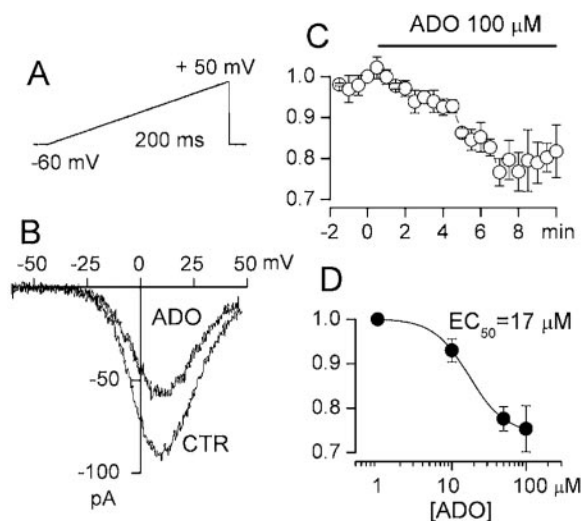 A
+ 50 mV
200 ms
-60 mV
B
-50 -25 0 25 50 mV
ADO
-50
CTR
-100
pA
C
ADO 100 μM
1.0
0.9
0.8
0.7
-2 0 2 4 6 8 min
D
EC50=17 μM
1.0
0.9
0.8
0.7
1 10 100 μM
[ADO]